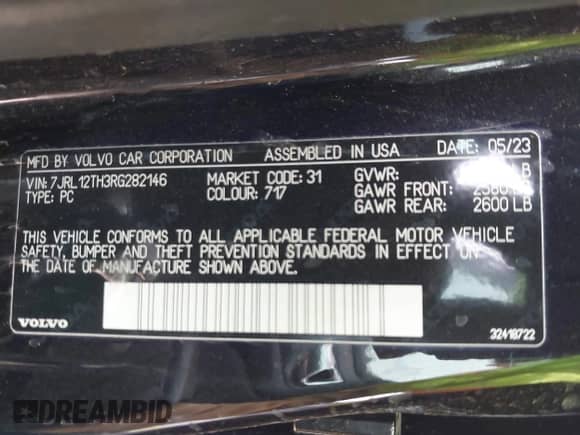 MFD BY VOLVO CAR CORPORATION ASSEMBLED IN USA DATE: 05/23
VIN: 7JRL12TH3RG282146 MARKET CODE: 31 GVWR: LB
TYPE: PC COLOUR: 717 GAWR FRONT: 2380
GAWR REAR: 2600 LB
THIS VEHICLE CONFORMS TO ALL APPLICABLE FEDERAL MOTOR VEHICLE
SAFETY, BUMPER AND THEFT PREVENTION STANDARDS IN EFFECT ON
THE DATE OF MANUFACTURE SHOWN ABOVE.
VOLVO 32418722
DREAMBID